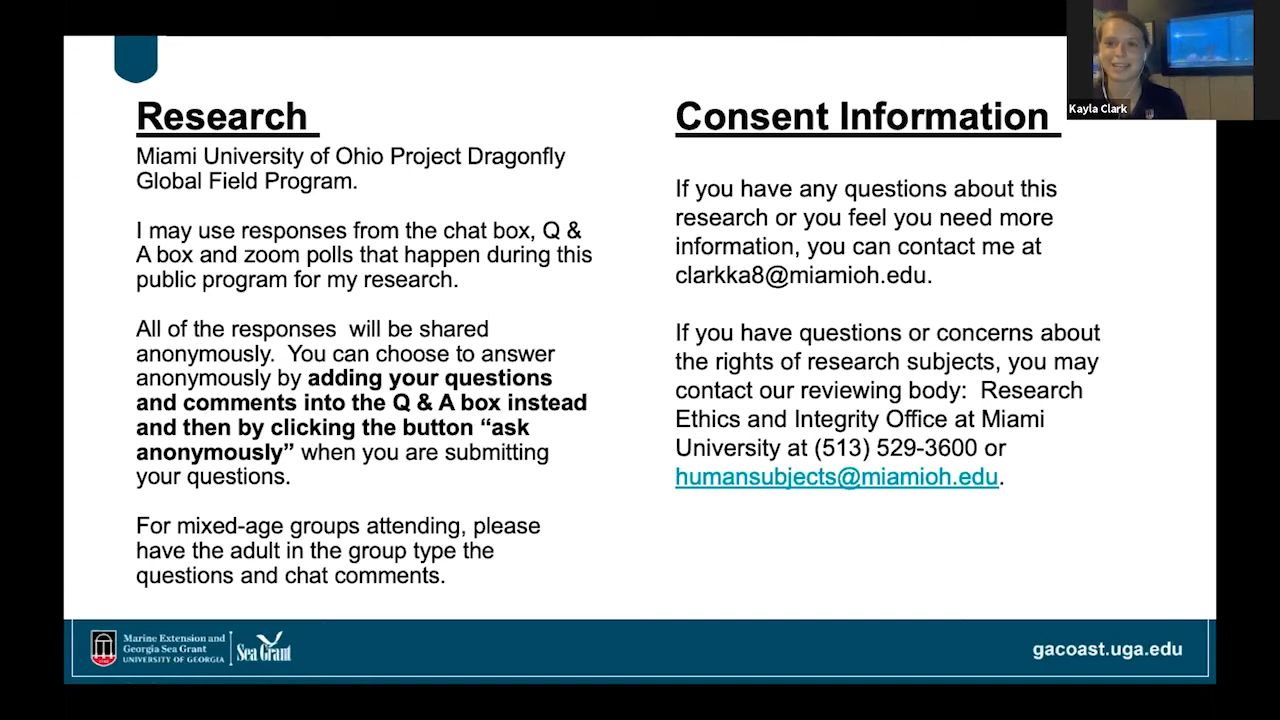 Research
Miami University of Ohio Project Dragonfly
Global Field Program.
I may use responses from the chat box, Q &
A box and zoom polls that happen during this
public program for my research.
All of the responses  will be shared
anonymously.  You can choose to answer
anonymously by adding your questions
and comments into the Q & A box instead
and then by clicking the button “ask
anonymously” when you are submitting
your questions.
For mixed-age groups attending, please
have the adult in the group type the
questions and chat comments.
Consent Information
If you have any questions about this
research or you feel you need more
information, you can contact me at
clarkka8@miamioh.edu.
If you have questions or concerns about
the rights of research subjects, you may
contact our reviewing body:  Research
Ethics and Integrity Office at Miami
University at (513) 529-3600 or
humansubjects@miamioh.edu.
Kayla Clark
Marine Extension and
Georgia Sea Grant
UNIVERSITY OF GEORGIA
Sea Grant
gacoast.uga.edu